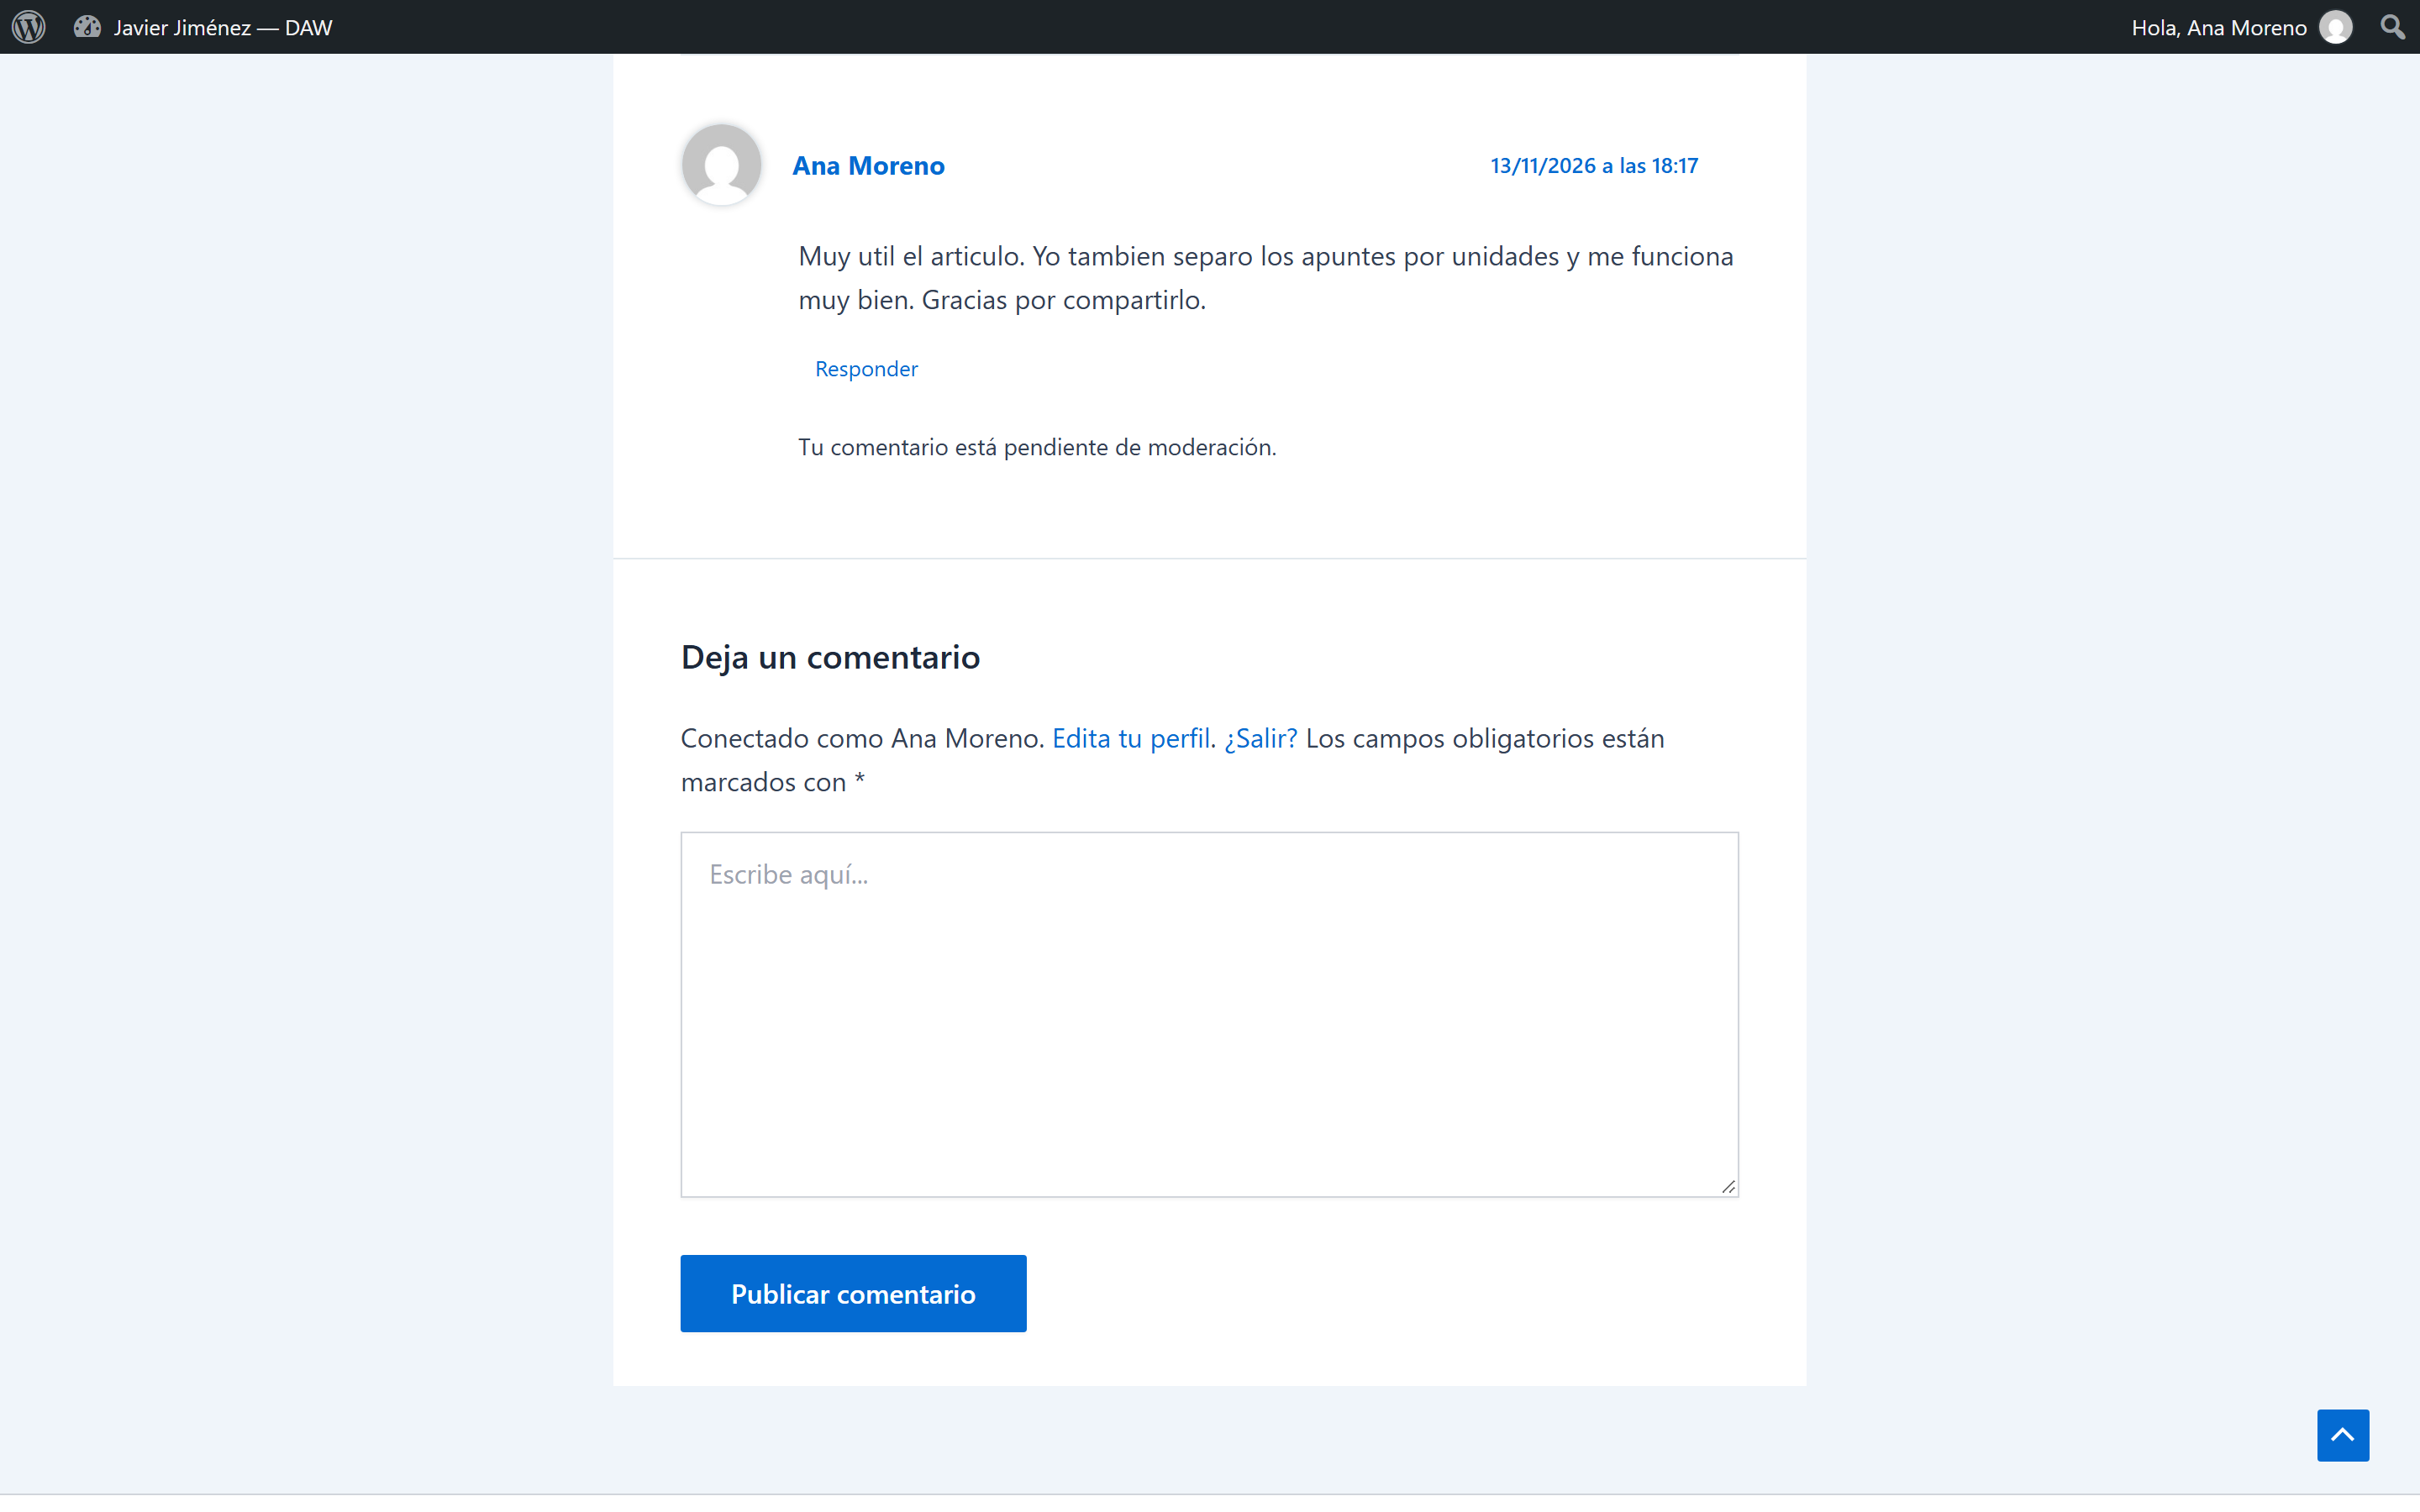 Javier Jiménez — DAW
Hola, Ana Moreno
Ana Moreno
13/11/2026 a las 18:17
Muy util el articulo. Yo tambien separo los apuntes por unidades y me funciona
muy bien. Gracias por compartirlo.
Responder
Tu comentario está pendiente de moderación.
Deja un comentario
Conectado como Ana Moreno. Edita tu perfil. ¿Salir? Los campos obligatorios están
marcados con *
Escribe aquí...
Publicar comentario